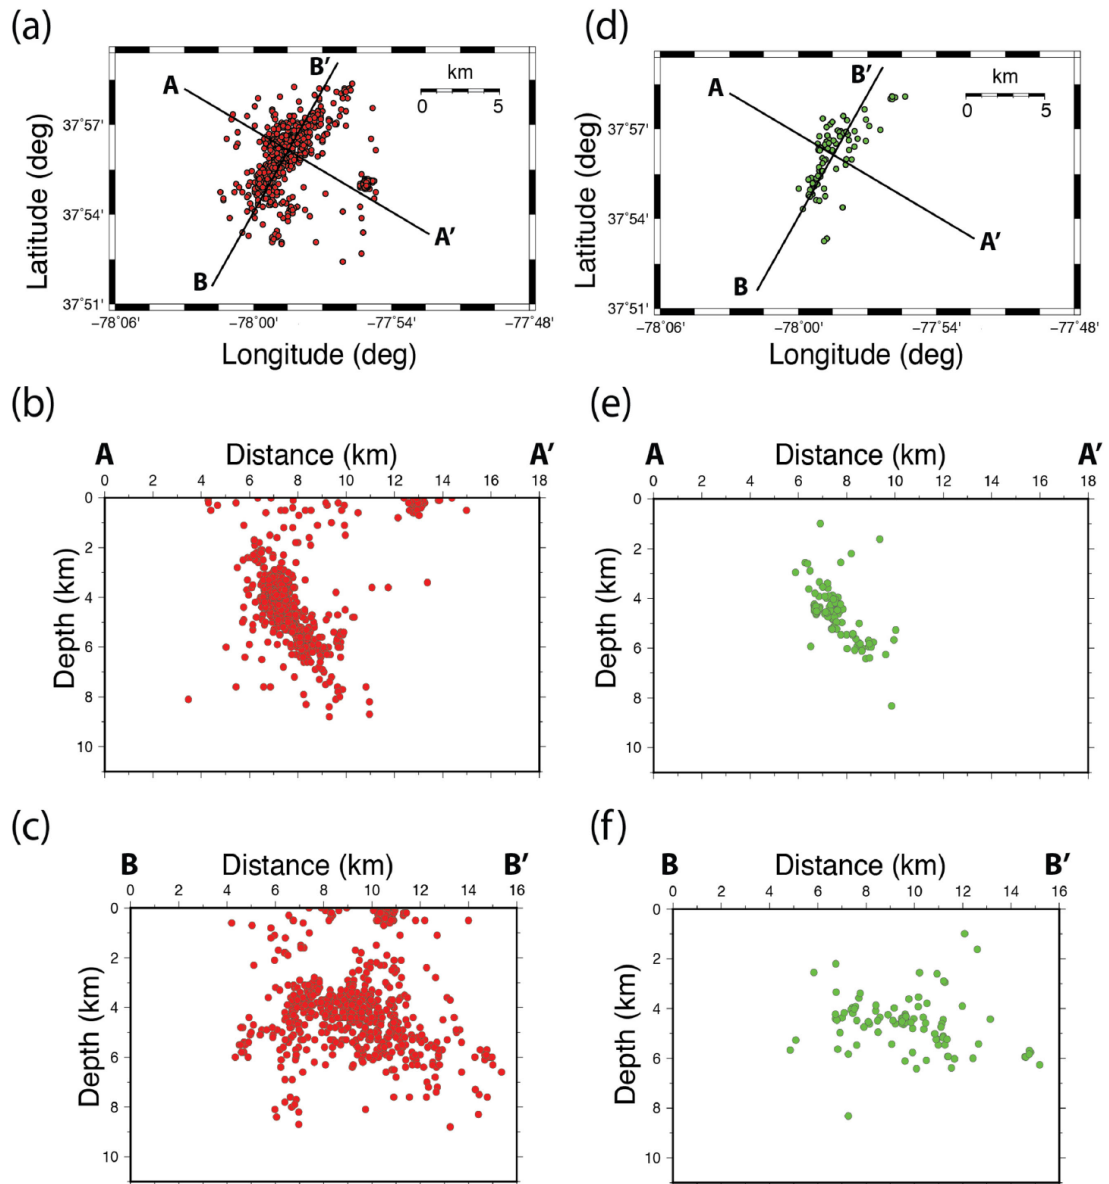 (a)
A
B'
km
0 5
37°57'
37°54'
37°51'
Latitude (deg)
A'
B
-78°06' -78°00' -77°54' -77°48'
Longitude (deg)
(d)
A
B'
km
0 5
37°57'
37°54'
37°51'
Latitude (deg)
A'
B
-78°06' -78°00' -77°54' -77°48'
Longitude (deg)
(b)
A Distance (km) A'
0 2 4 6 8 10 12 14 16 18
0
2
4
6
8
10
Depth (km)
(e)
A Distance (km) A'
0 2 4 6 8 10 12 14 16 18
0
2
4
6
8
10
Depth (km)
(c)
B Distance (km) B'
0 2 4 6 8 10 12 14 16
0
2
4
6
8
10
Depth (km)
(f)
B Distance (km) B'
0 2 4 6 8 10 12 14 16
0
2
4
6
8
10
Depth (km)